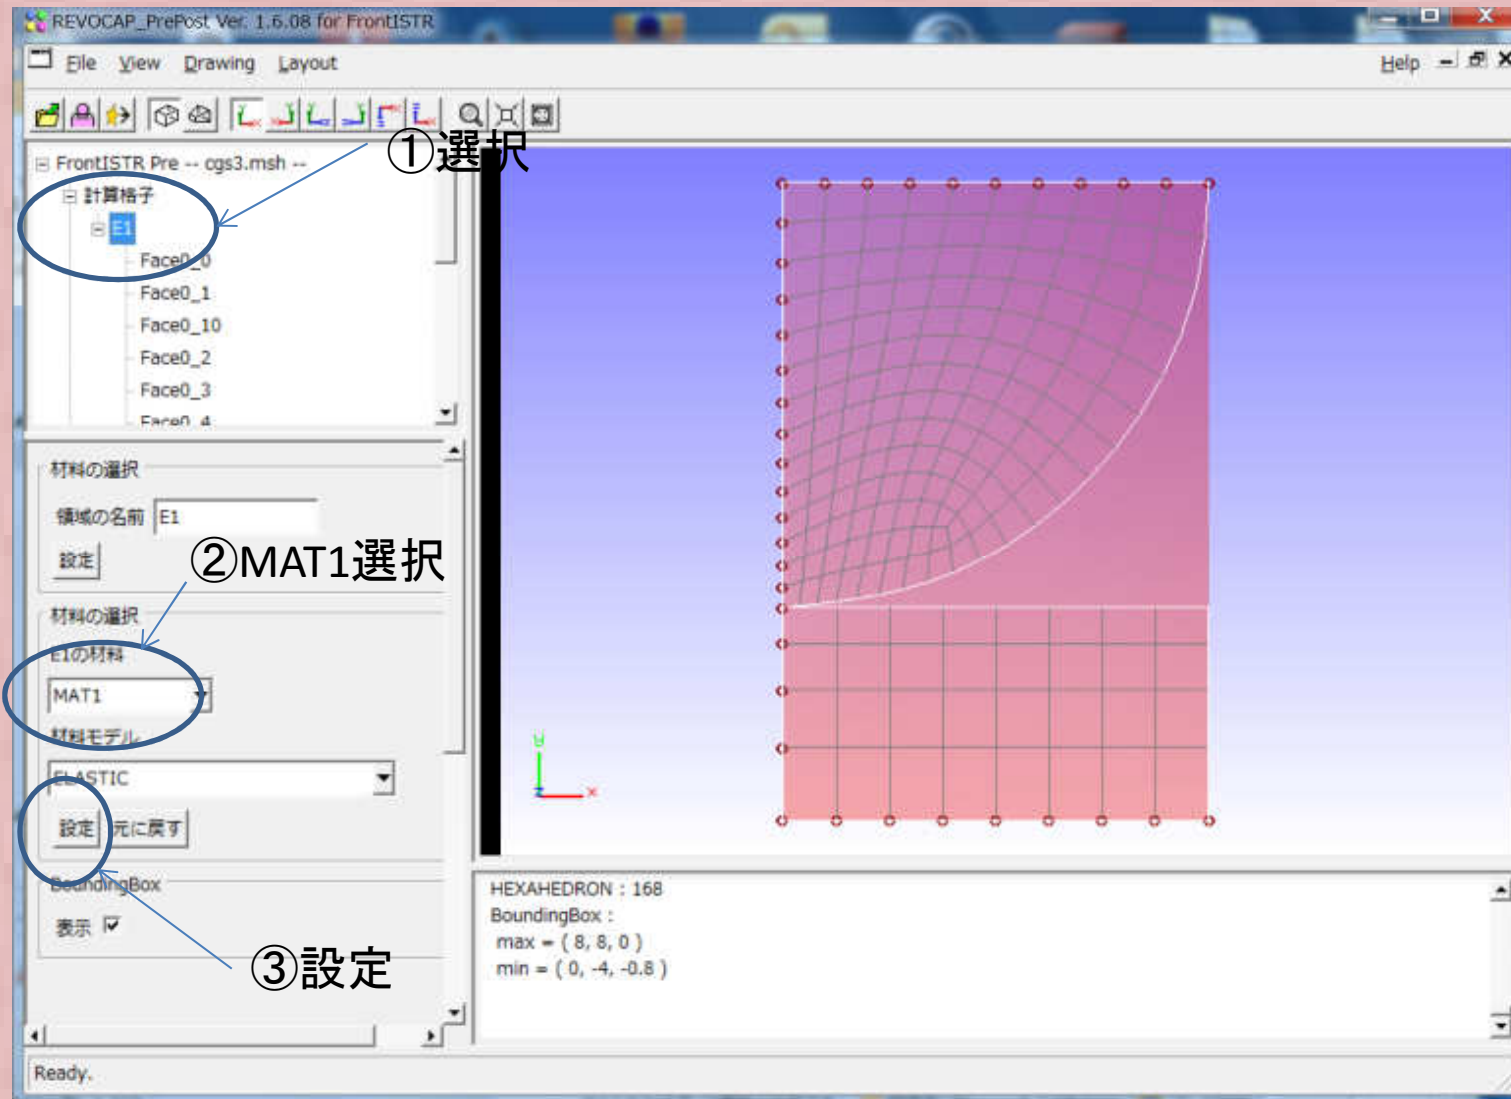 REVOCAP_PrePost Ver. 1.6.08 for FrontISTR
File View Drawing Layout Help
①選択
FrontISTR Pre -- cgs3.msh --
計算格子
E1
Face0_0
Face0_1
Face0_10
Face0_2
Face0_3
Face0_4
材料の選択
領域の名前 E1
設定
②MAT1選択
材料の選択
E1の材料
MAT1
材料モデル
ELASTIC
設定 元に戻す
BoundingBox
表示
③設定
y
z x
HEXAHEDRON : 168
BoundingBox :
max = ( 8, 8, 0 )
min = ( 0, -4, -0.8 )
Ready.